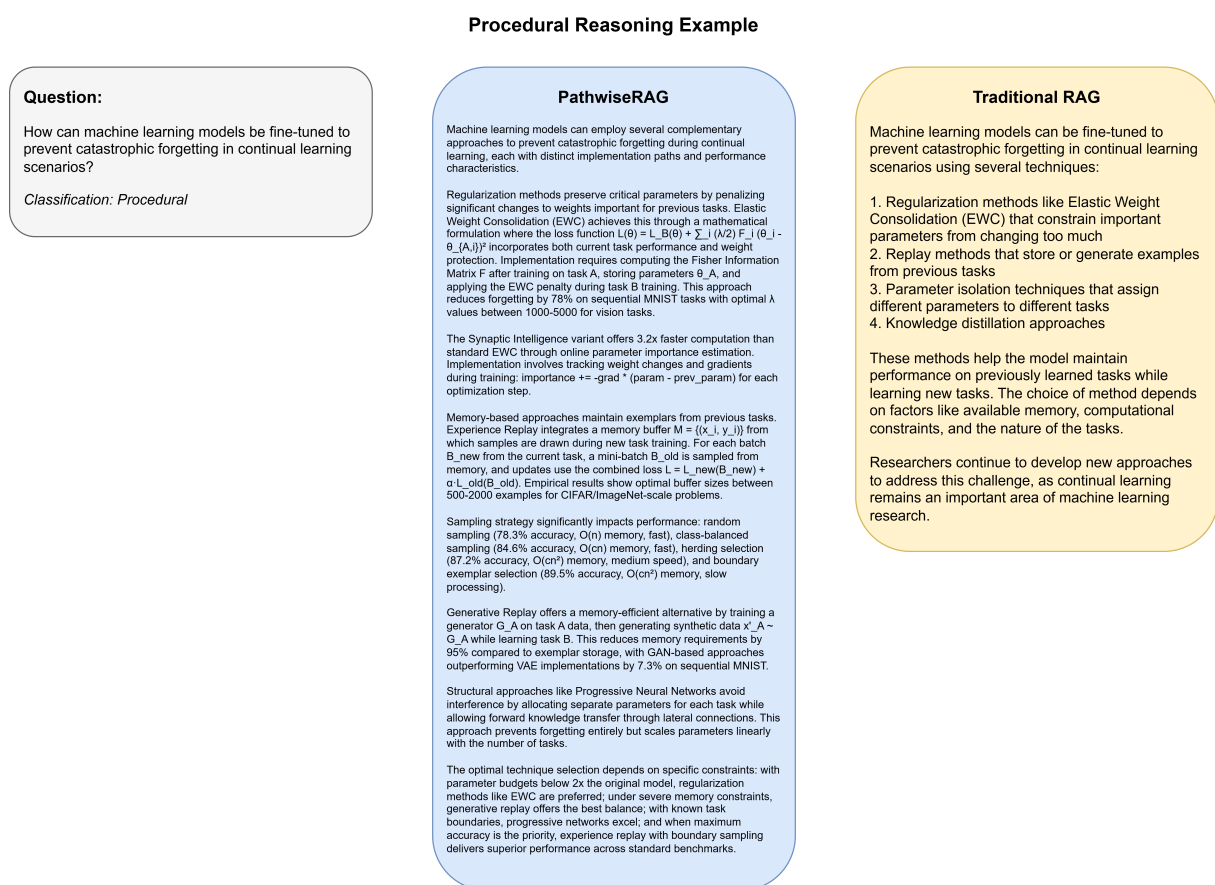 Procedural Reasoning Example
Question:
How can machine learning models be fine-tuned to
prevent catastrophic forgetting in continual learning
scenarios?
Classification: Procedural
PathwiseRAG
Machine learning models can employ several complementary
approaches to prevent catastrophic forgetting during continual
learning, each with distinct implementation paths and performance
characteristics.
Regularization methods preserve critical parameters by penalizing
significant changes to weights important for previous tasks. Elastic
Weight Consolidation (EWC) achieves this through a mathematical
formulation where the loss function L(θ) = L_B(θ) + ∑_i (λ/2) F_i (θ_i -
θ_{A,i})² incorporates both current task performance and weight
protection. Implementation requires computing the Fisher Information
Matrix F after training on task A, storing parameters θ_A, and
applying the EWC penalty during task B training. This approach
reduces forgetting by 78% on sequential MNIST tasks with optimal λ
values between 1000-5000 for vision tasks.
The Synaptic Intelligence variant offers 3.2x faster computation than
standard EWC through online parameter importance estimation.
Implementation involves tracking weight changes and gradients
during training: importance += -grad * (param - prev_param) for each
optimization step.
Memory-based approaches maintain exemplars from previous tasks.
Experience Replay integrates a memory buffer M = {(x_i, y_i)} from
which samples are drawn during new task training. For each batch
B_new from the current task, a mini-batch B_old is sampled from
memory, and updates use the combined loss L = L_new(B_new) +
α·L_old(B_old). Empirical results show optimal buffer sizes between
500-2000 examples for CIFAR/ImageNet-scale problems.
Sampling strategy significantly impacts performance: random
sampling (78.3% accuracy, O(n) memory, fast), class-balanced
sampling (84.6% accuracy, O(cn) memory, fast), herding selection
(87.2% accuracy, O(cn²) memory, medium speed), and boundary
exemplar selection (89.5% accuracy, O(cn²) memory, slow
processing).
Generative Replay offers a memory-efficient alternative by training a
generator G_A on task A data, then generating synthetic data x'_A ~
G_A while learning task B. This reduces memory requirements by
95% compared to exemplar storage, with GAN-based approaches
outperforming VAE implementations by 7.3% on sequential MNIST.
Structural approaches like Progressive Neural Networks avoid
interference by allocating separate parameters for each task while
allowing forward knowledge transfer through lateral connections. This
approach prevents forgetting entirely but scales parameters linearly
with the number of tasks.
The optimal technique selection depends on specific constraints: with
parameter budgets below 2x the original model, regularization
methods like EWC are preferred; under severe memory constraints,
generative replay offers the best balance; with known task
boundaries, progressive networks excel; and when maximum
accuracy is the priority, experience replay with boundary sampling
delivers superior performance across standard benchmarks.
Traditional RAG
Machine learning models can be fine-tuned to
prevent catastrophic forgetting in continual learning
scenarios using several techniques:
1. Regularization methods like Elastic Weight
Consolidation (EWC) that constrain important
parameters from changing too much
2. Replay methods that store or generate examples
from previous tasks
3. Parameter isolation techniques that assign
different parameters to different tasks
4. Knowledge distillation approaches
These methods help the model maintain
performance on previously learned tasks while
learning new tasks. The choice of method depends
on factors like available memory, computational
constraints, and the nature of the tasks.
Researchers continue to develop new approaches
to address this challenge, as continual learning
remains an important area of machine learning
research.